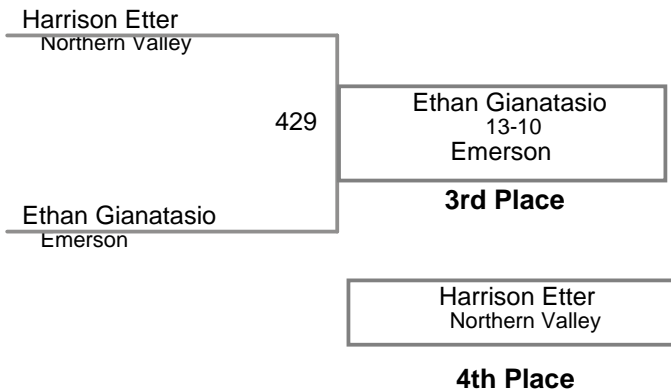 Harrison Etter
Northern Valley
429
Ethan Gianatasio
13-10
Emerson
3rd Place
Ethan Gianatasio
Emerson
Harrison Etter
Northern Valley
4th Place